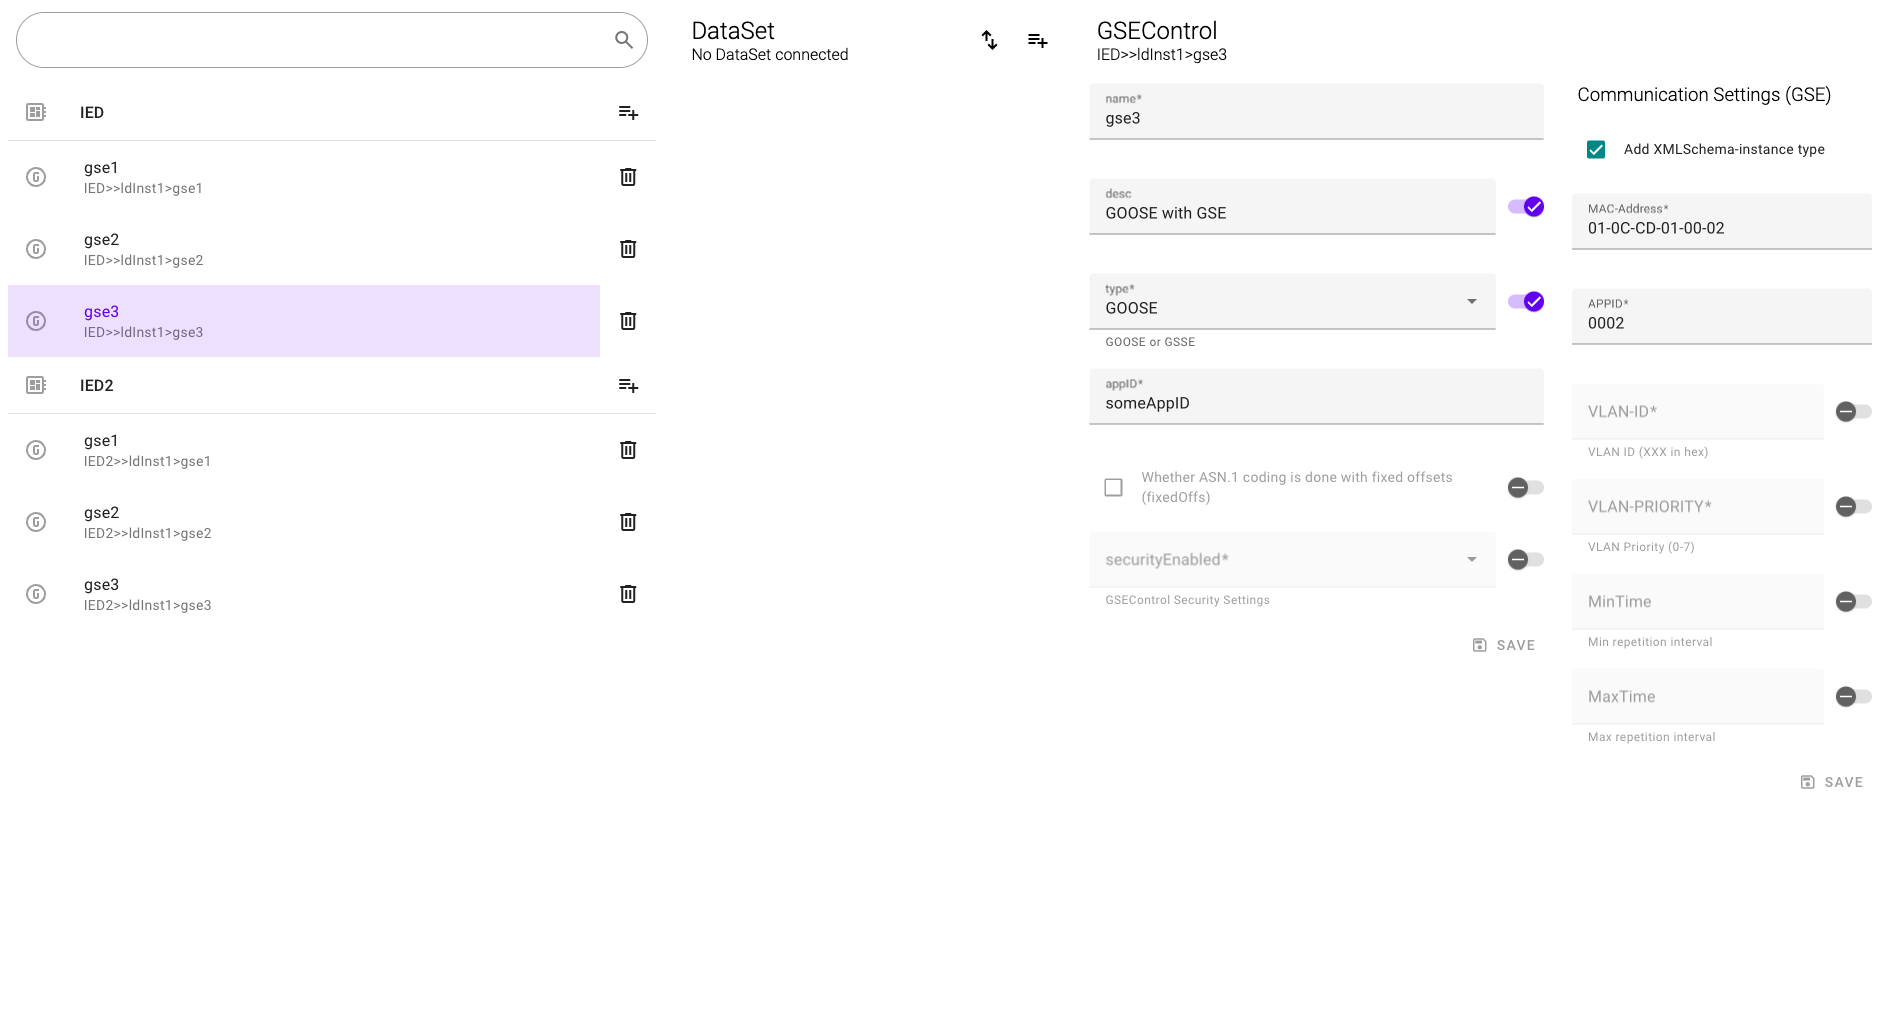 IED
gse1
IED>>ldInst1>gse1
gse2
IED>>ldInst1>gse2
gse3
IED>>ldInst1>gse3
IED2
gse1
IED2>>ldInst1>gse1
gse2
IED2>>ldInst1>gse2
gse3
IED2>>ldInst1>gse3
DataSet
No DataSet connected
GSEControl
IED>>ldInst1>gse3
name*
gse3
desc
GOOSE with GSE
type*
GOOSE
GOOSE or GSSE
appID*
someAppID
Whether ASN.1 coding is done with fixed offsets
(fixedOffs)
securityEnabled*
GSEControl Security Settings
SAVE
Communication Settings (GSE)
Add XMLSchema-instance type
MAC-Address*
01-0C-CD-01-00-02
APPID*
0002
VLAN-ID*
VLAN ID (XXX in hex)
VLAN-PRIORITY*
VLAN Priority (0-7)
MinTime
Min repetition interval
MaxTime
Max repetition interval
SAVE